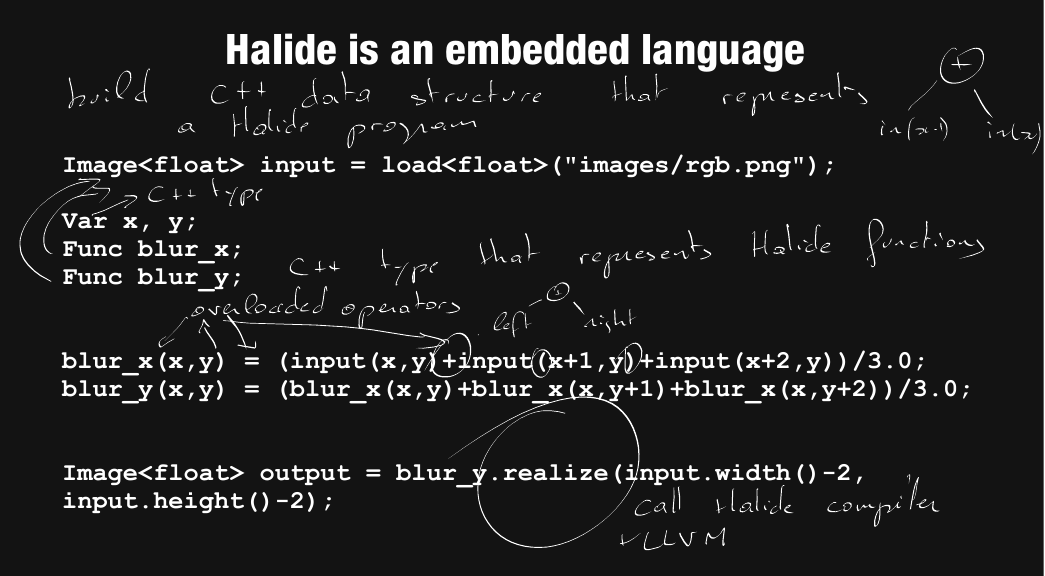 Halide is an embedded language
build C++ data structure that represents
a Halide program
+
in(x-1) in(x)
Image<float> input = load<float>("images/rgb.png");
C++ type
Var x, y;
Func blur_x;
Func blur_y;
C++ type that represents Halide functions
overloaded operators
+
left right
blur_x(x,y) = (input(x,y)+input(x+1,y)+input(x+2,y))/3.0;
blur_y(x,y) = (blur_x(x,y)+blur_x(x,y+1)+blur_x(x,y+2))/3.0;
Image<float> output = blur_y.realize(input.width()-2,
input.height()-2);
call Halide compiler
+LLVM